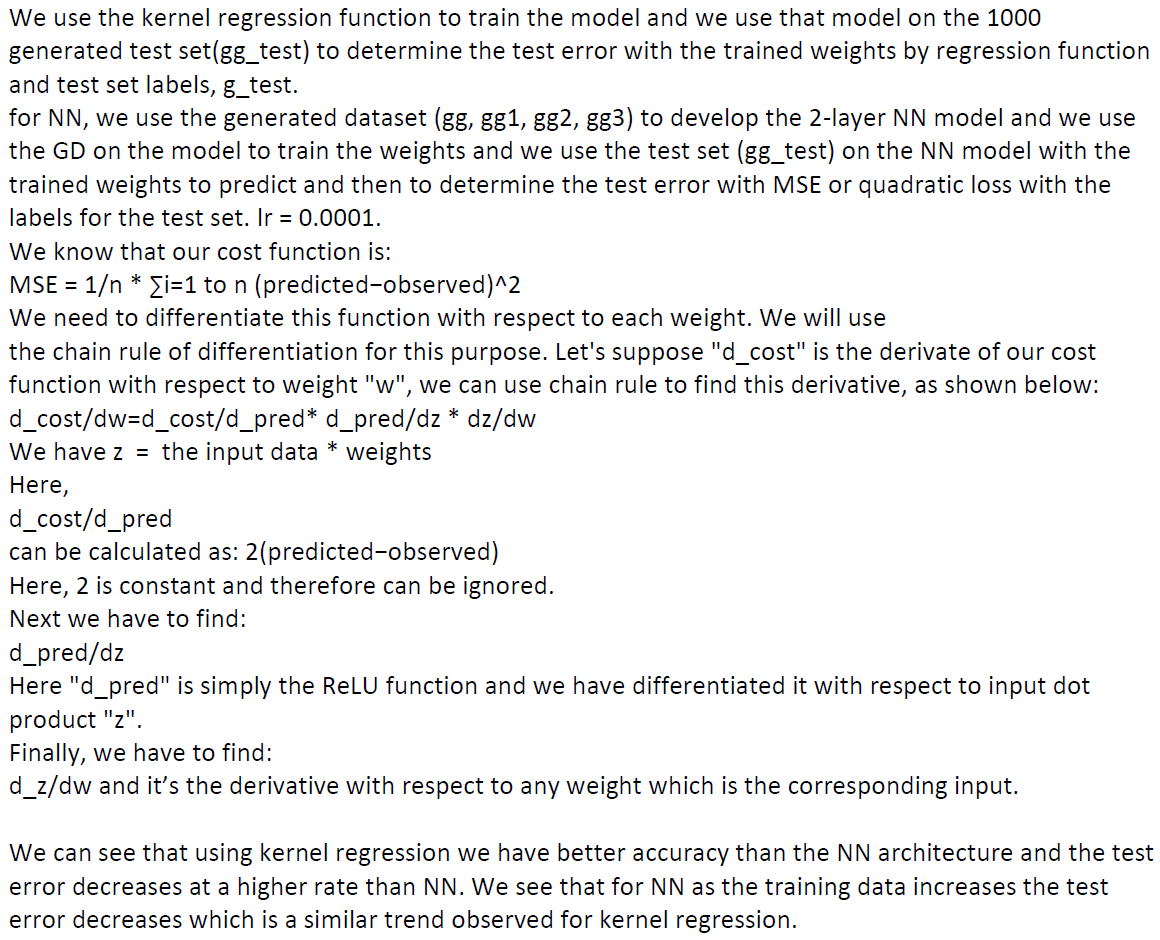 We use the kernel regression function to train the model and we use that model on the 1000
generated test set(gg_test) to determine the test error with the trained weights by regression function
and test set labels, g_test.
for NN, we use the generated dataset (gg, gg1, gg2, gg3) to develop the 2-layer NN model and we use
the GD on the model to train the weights and we use the test set (gg_test) on the NN model with the
trained weights to predict and then to determine the test error with MSE or quadratic loss with the
labels for the test set. lr = 0.0001.
We know that our cost function is:
MSE = 1/n * ∑i=1 to n (predicted−observed)^2
We need to differentiate this function with respect to each weight. We will use
the chain rule of differentiation for this purpose. Let's suppose "d_cost" is the derivate of our cost
function with respect to weight "w", we can use chain rule to find this derivative, as shown below:
d_cost/dw=d_cost/d_pred* d_pred/dz * dz/dw
We have z  =  the input data * weights
Here,
d_cost/d_pred
can be calculated as: 2(predicted−observed)
Here, 2 is constant and therefore can be ignored.
Next we have to find:
d_pred/dz
Here "d_pred" is simply the ReLU function and we have differentiated it with respect to input dot
product "z".
Finally, we have to find:
d_z/dw and it’s the derivative with respect to any weight which is the corresponding input.
We can see that using kernel regression we have better accuracy than the NN architecture and the test
error decreases at a higher rate than NN. We see that for NN as the training data increases the test
error decreases which is a similar trend observed for kernel regression.